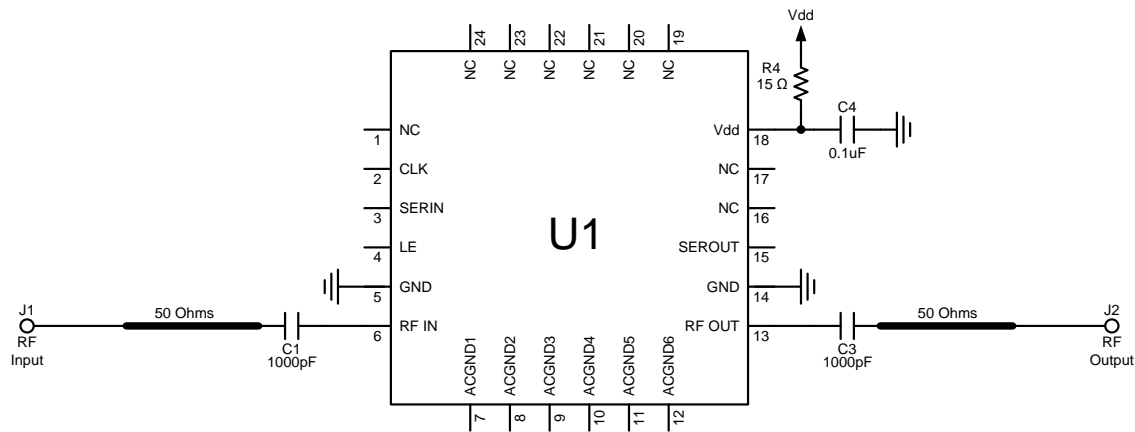 24
23
22
21
20
19
NC
NC
NC
NC
NC
NC
Vdd
R4
15 Ω
C4
0.1uF
NC
1
CLK
2
SERIN
3
LE
4
GND
5
RF IN
6
U1
Vdd
18
NC
17
NC
16
SEROUT
15
GND
14
RF OUT
13
J1
RF
Input
50 Ohms
C1
1000pF
ACGND1
ACGND2
ACGND3
ACGND4
ACGND5
ACGND6
7
8
9
10
11
12
C3
1000pF
50 Ohms
J2
RF
Output